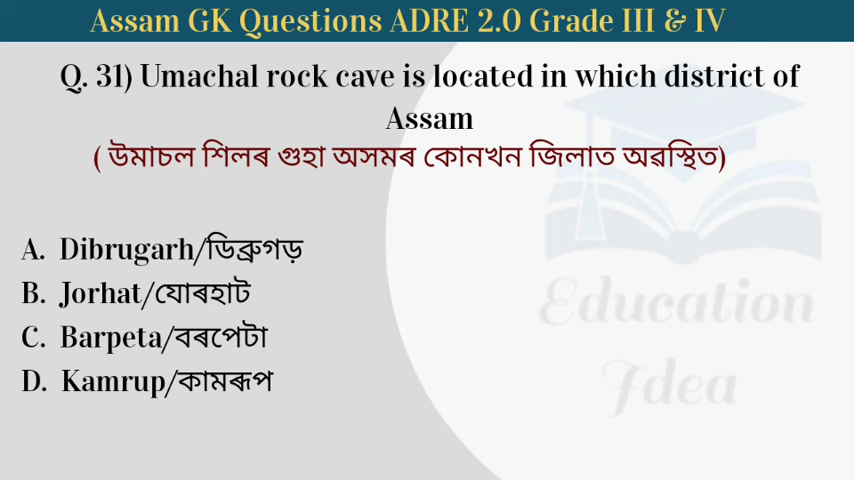 Assam GK Questions ADRE 2.0 Grade III & IV
Q. 31) Umachal rock cave is located in which district of
Assam
( উমাচল শিলৰ গুহা অসমৰ কোনখন জিলাত অৱস্থিত)
A. Dibrugarh/ডিব্ৰুগড়
B. Jorhat/যোৰহাট
C. Barpeta/বৰপেটা
D. Kamrup/কামৰূপ
Education
Idea